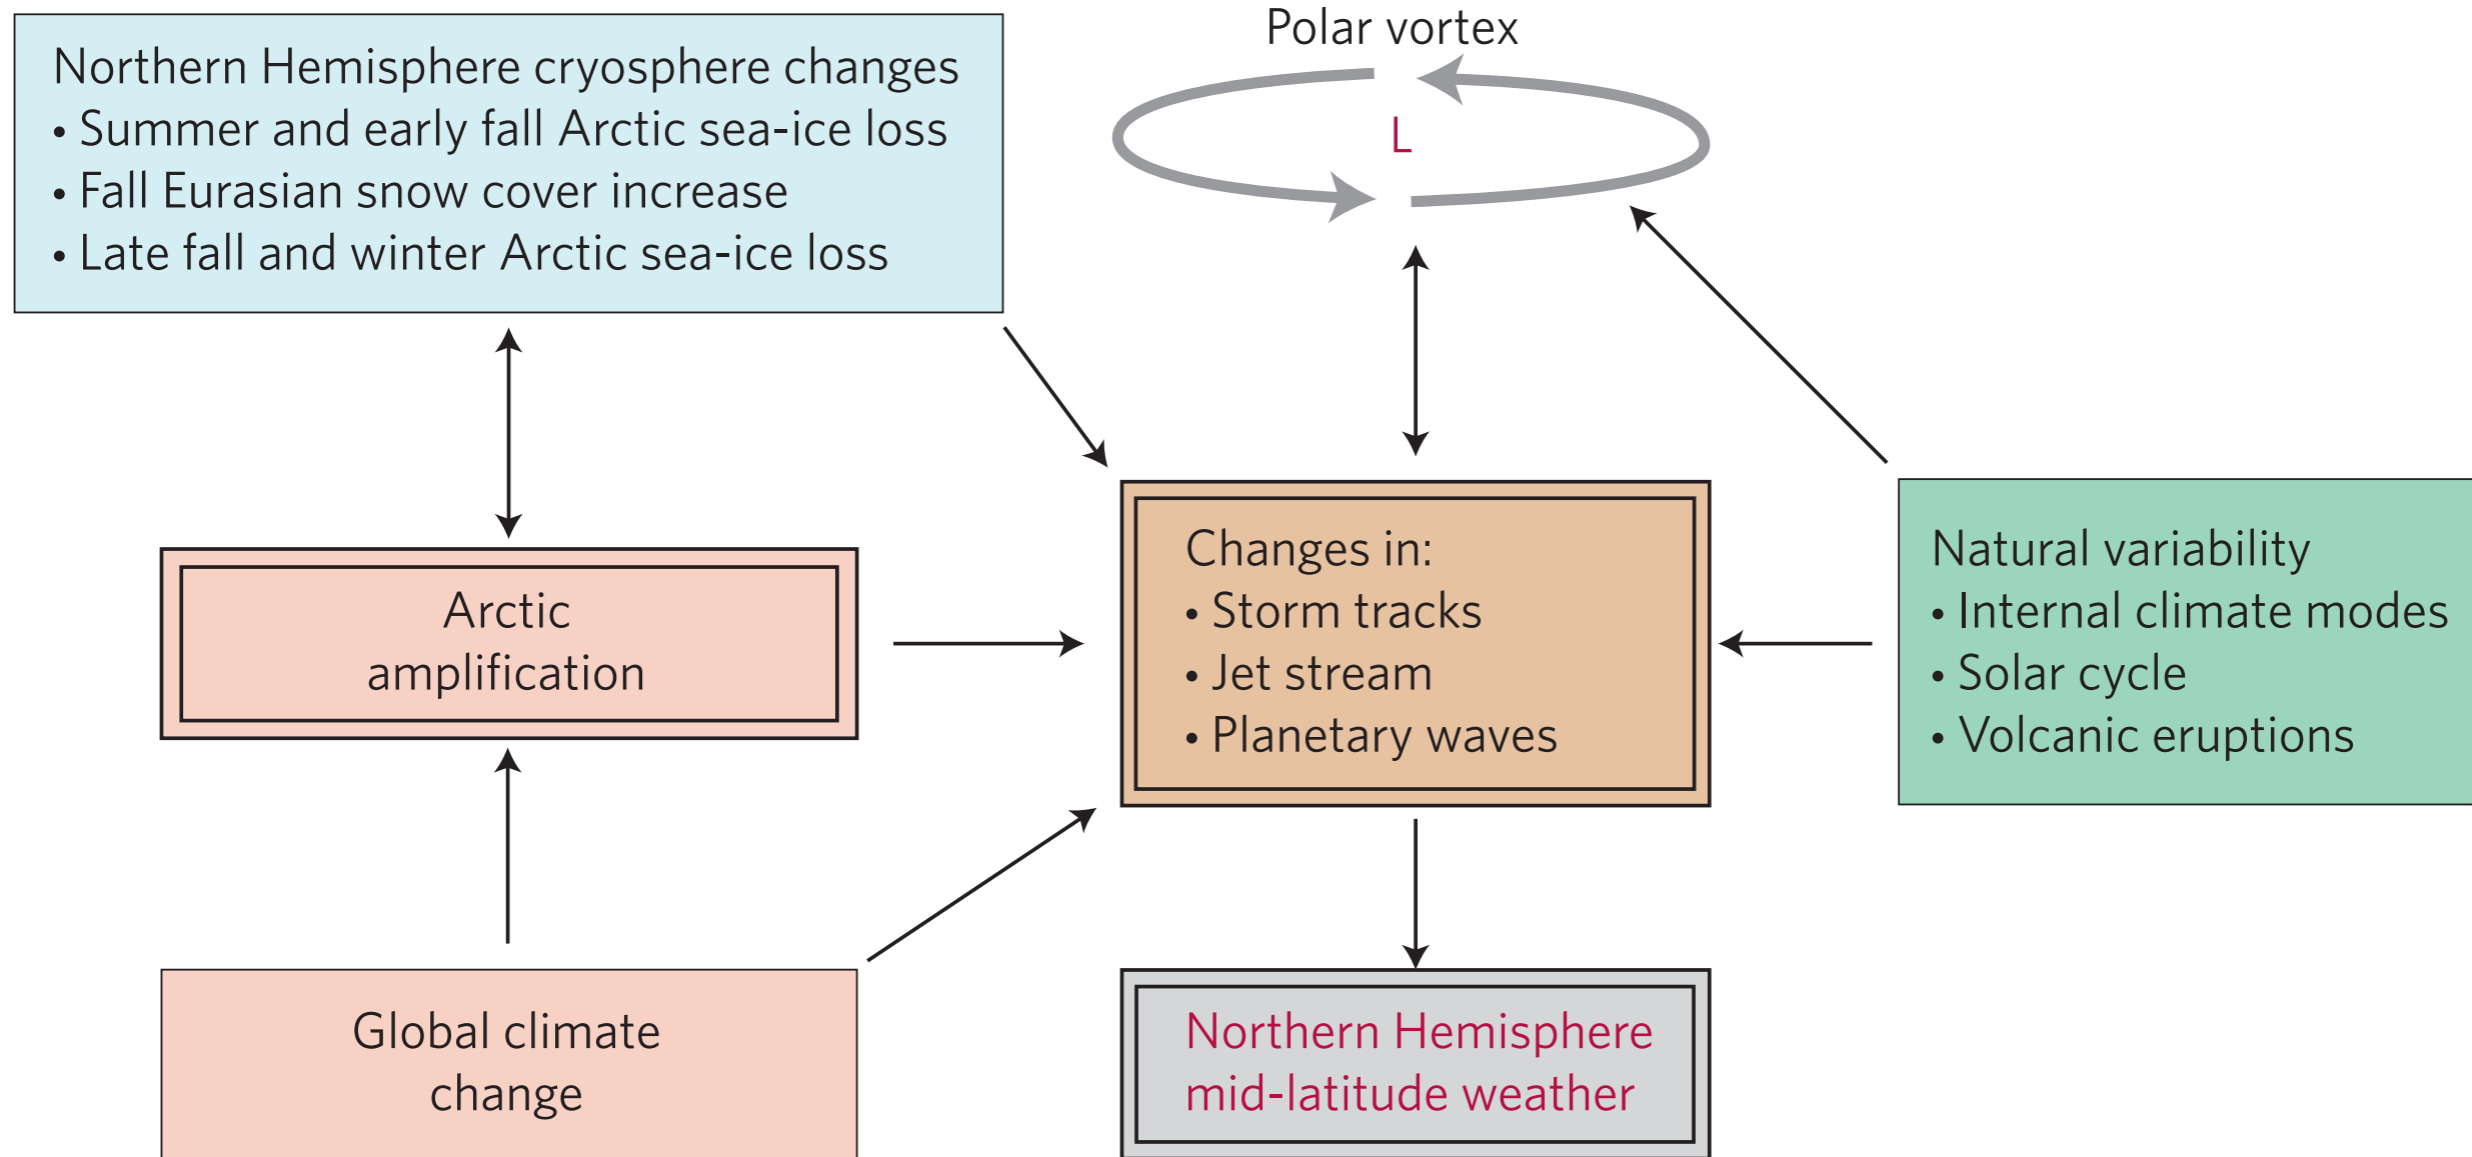 Northern Hemisphere cryosphere changes
• Summer and early fall Arctic sea-ice loss
• Fall Eurasian snow cover increase
• Late fall and winter Arctic sea-ice loss
Polar vortex
L
Arctic
amplification
Changes in:
• Storm tracks
• Jet stream
• Planetary waves
Natural variability
• Internal climate modes
• Solar cycle
• Volcanic eruptions
Global climate
change
Northern Hemisphere
mid-latitude weather